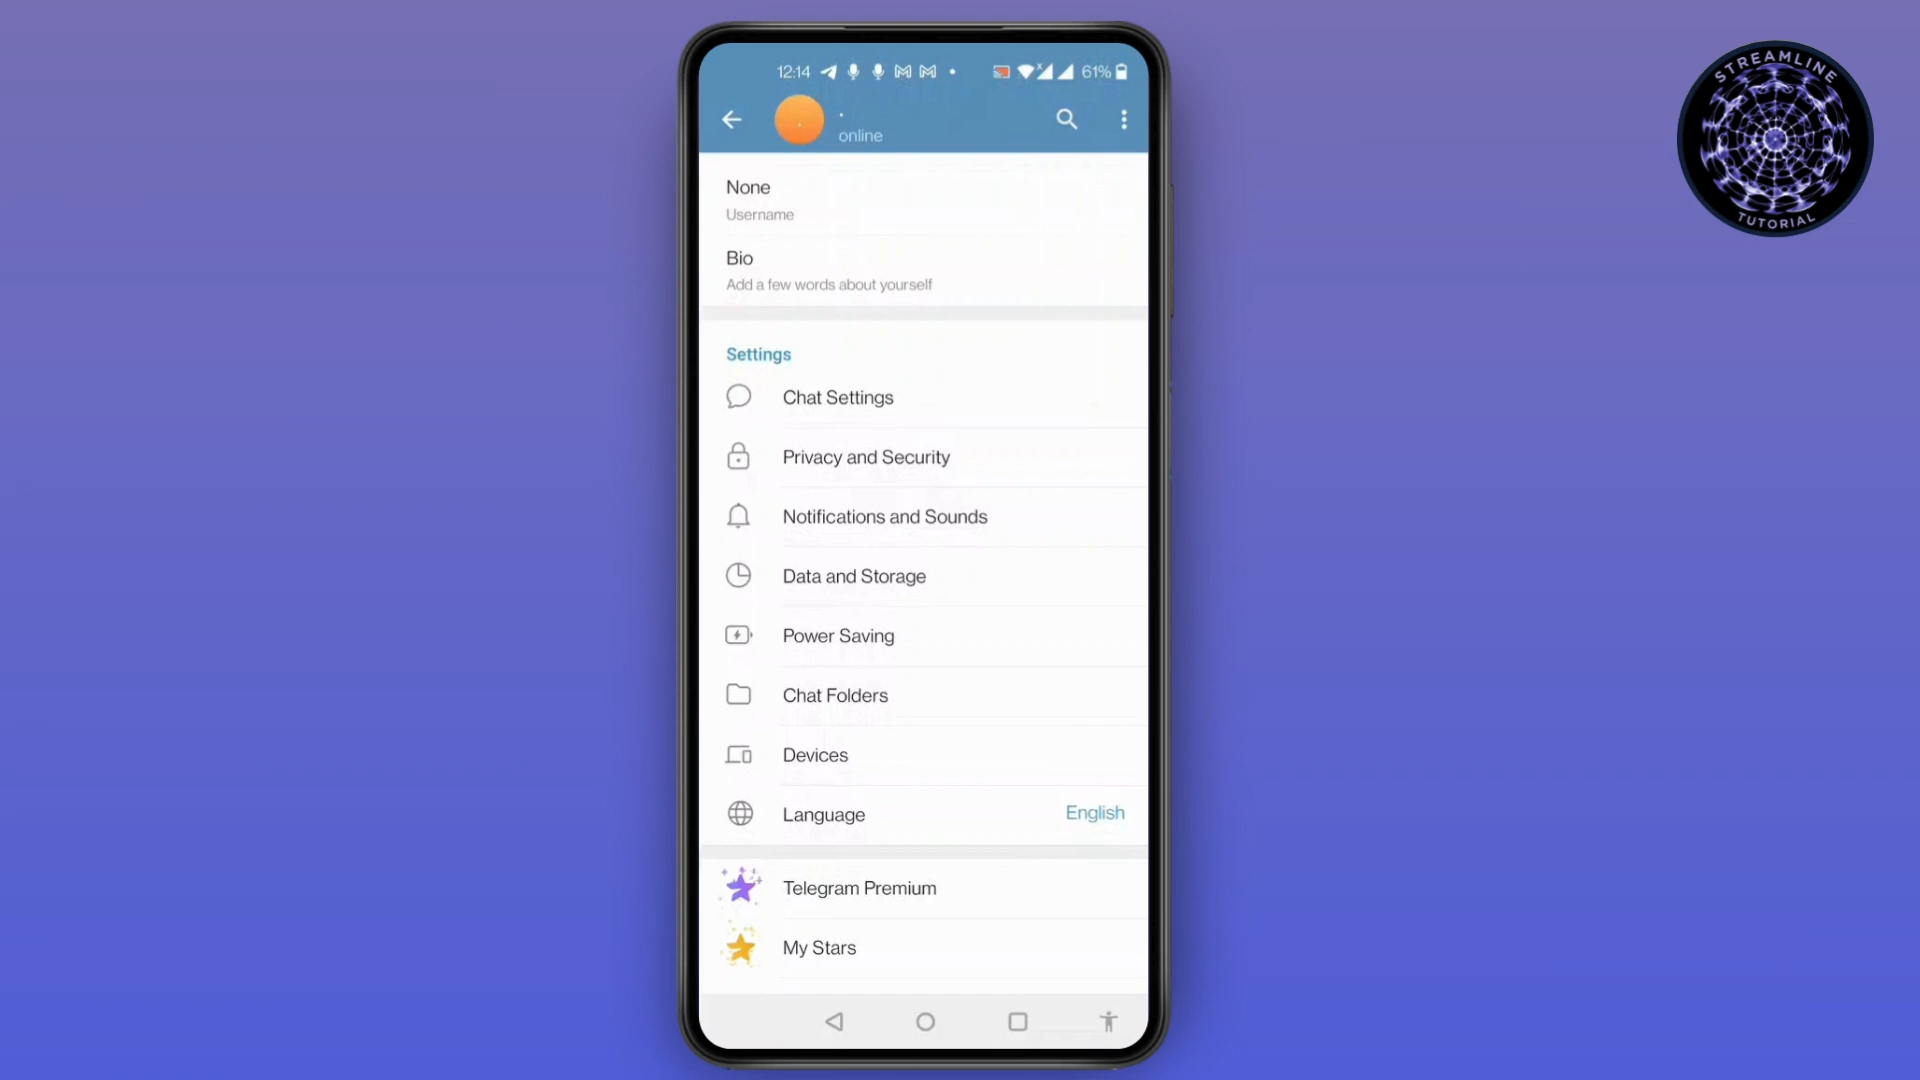 STREAMLINE
TUTORIAL
12:14
61%
.
online
None
Username
Bio
Add a few words about yourself
Settings
Chat Settings
Privacy and Security
Notifications and Sounds
Data and Storage
Power Saving
Chat Folders
Devices
Language English
Telegram Premium
My Stars